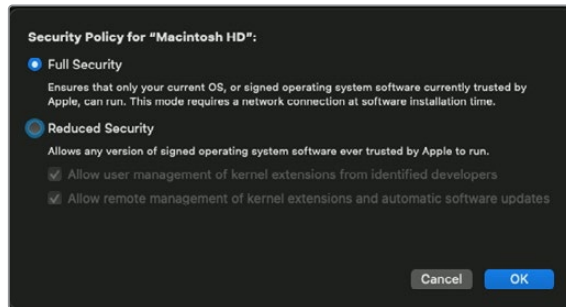 Security Policy for “Macintosh HD”:
Full Security
Ensures that only your current OS, or signed operating system software currently trusted by
Apple, can run. This mode requires a network connection at software installation time.
Reduced Security
Allows any version of signed operating system software ever trusted by Apple to run.
Allow user management of kernel extensions from identified developers
Allow remote management of kernel extensions and automatic software updates
Cancel OK